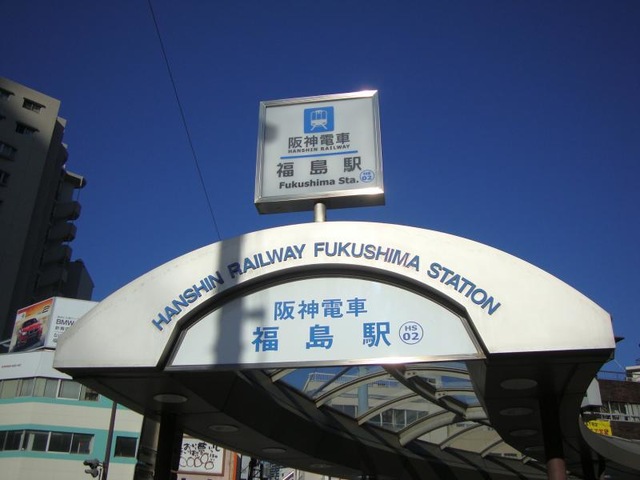 阪神電車
HANSHIN RAILWAY
福島駅
Fukushima Sta.
HS
02
HANSHIN RAILWAY FUKUSHIMA STATION
阪神電車
福島駅
HS
02
BMW